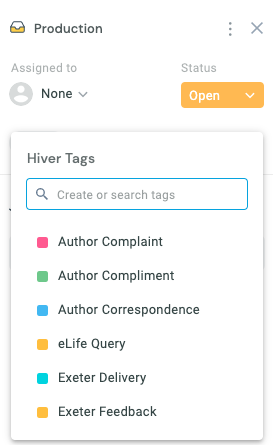 Production
Assigned to
Status
None
Open
Hiver Tags
Create or search tags
Author Complaint
Author Compliment
Author Correspondence
eLife Query
Exeter Delivery
Exeter Feedback